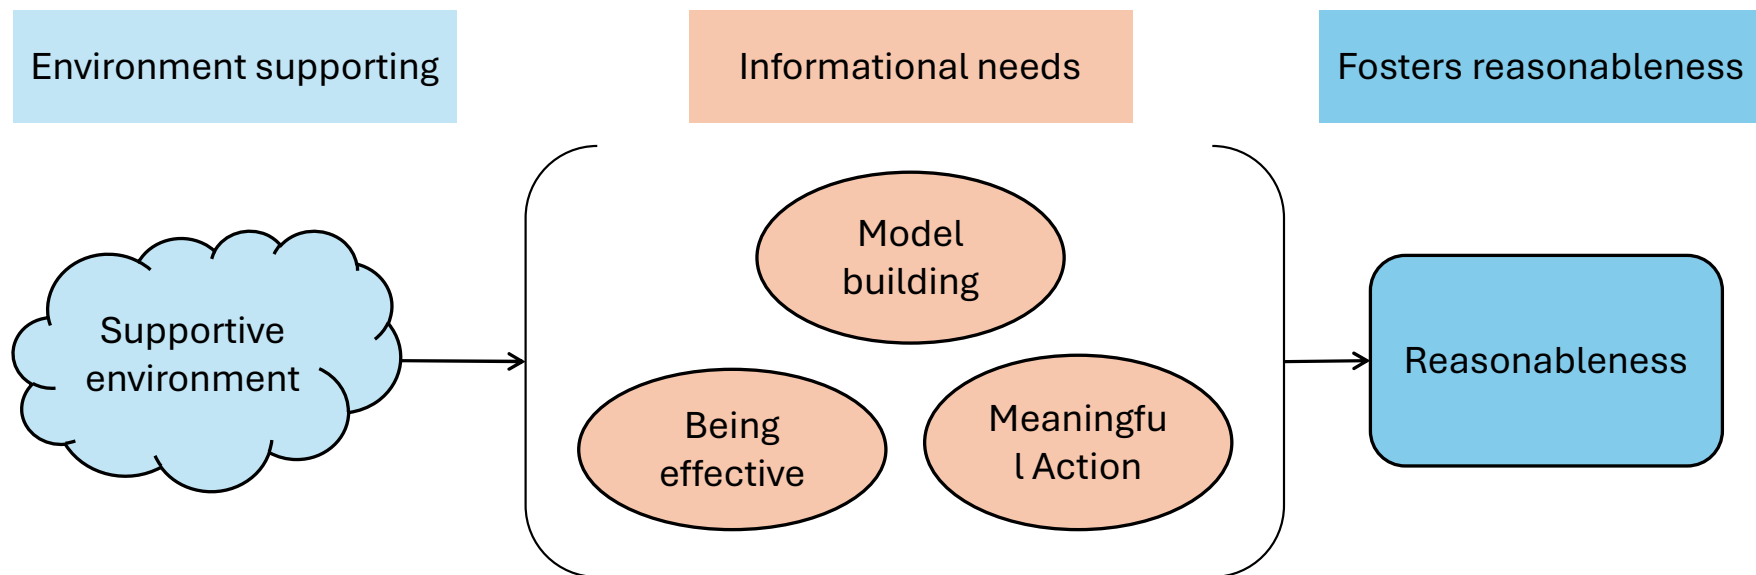 Environment supporting
Informational needs
Fosters reasonableness
Supportive
environment
Model
building
Being
effective
Meaningfu
l Action
Reasonableness